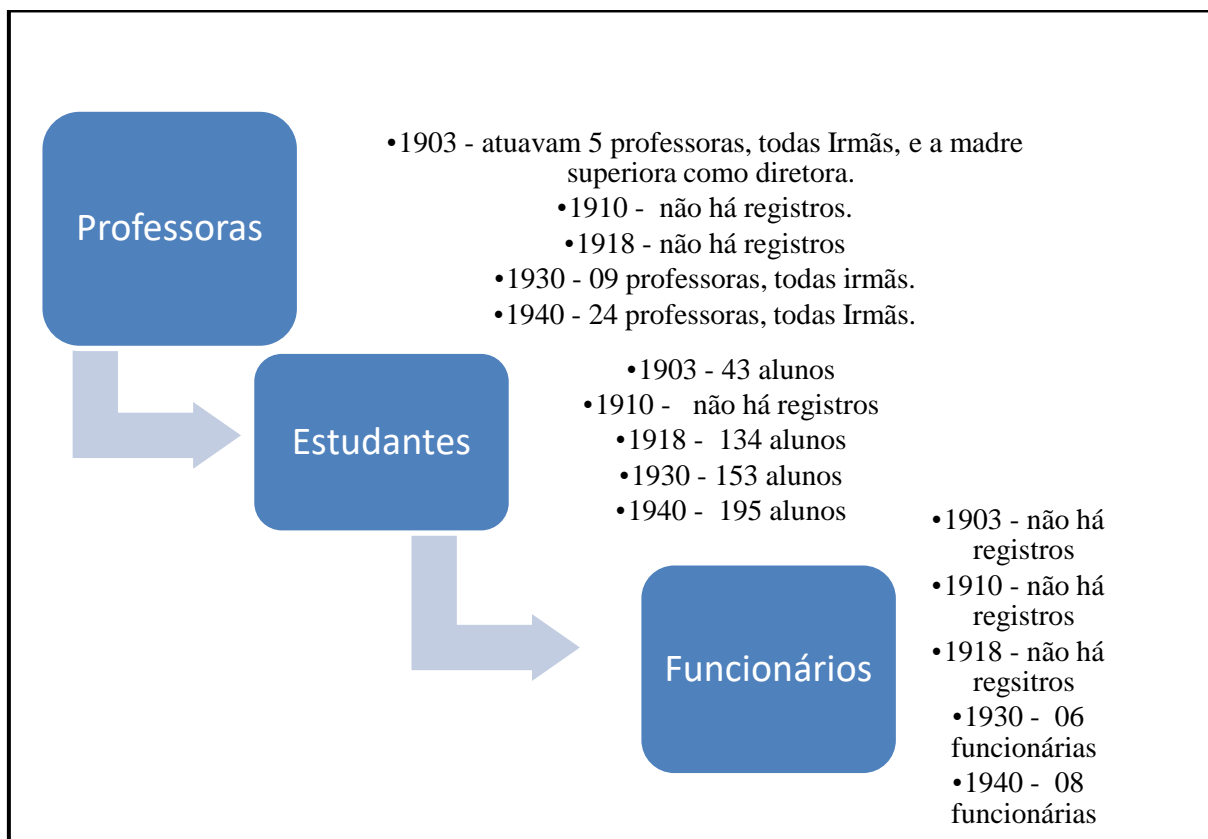 Professoras
•1903 - atuavam 5 professoras, todas Irmãs, e a madre
superiora como diretora.
•1910 - não há registros.
•1918 - não há registros
•1930 - 09 professoras, todas irmãs.
•1940 - 24 professoras, todas Irmãs.
Estudantes
•1903 - 43 alunos
•1910 - não há registros
•1918 - 134 alunos
•1930 - 153 alunos
•1940 - 195 alunos
Funcionários
•1903 - não há
registros
•1910 - não há
registros
•1918 - não há
regsitros
•1930 - 06
funcionárias
•1940 - 08
funcionárias